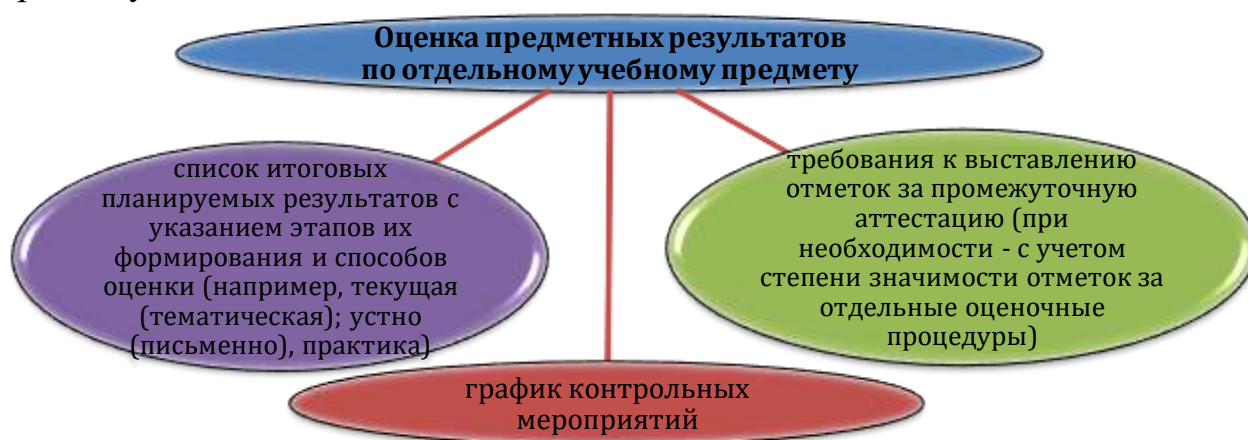 Оценка предметных результатов
по отдельному учебному предмету
список итоговых
планируемых результатов с
указанием этапов их
формирования и способов
оценки (например, текущая
(тематическая); устно
(письменно), практика)
требования к выставлению
отметок за промежуточную
аттестацию (при
необходимости - с учетом
степени значимости отметок за
отдельные оценочные
процедуры)
график контрольных
мероприятий